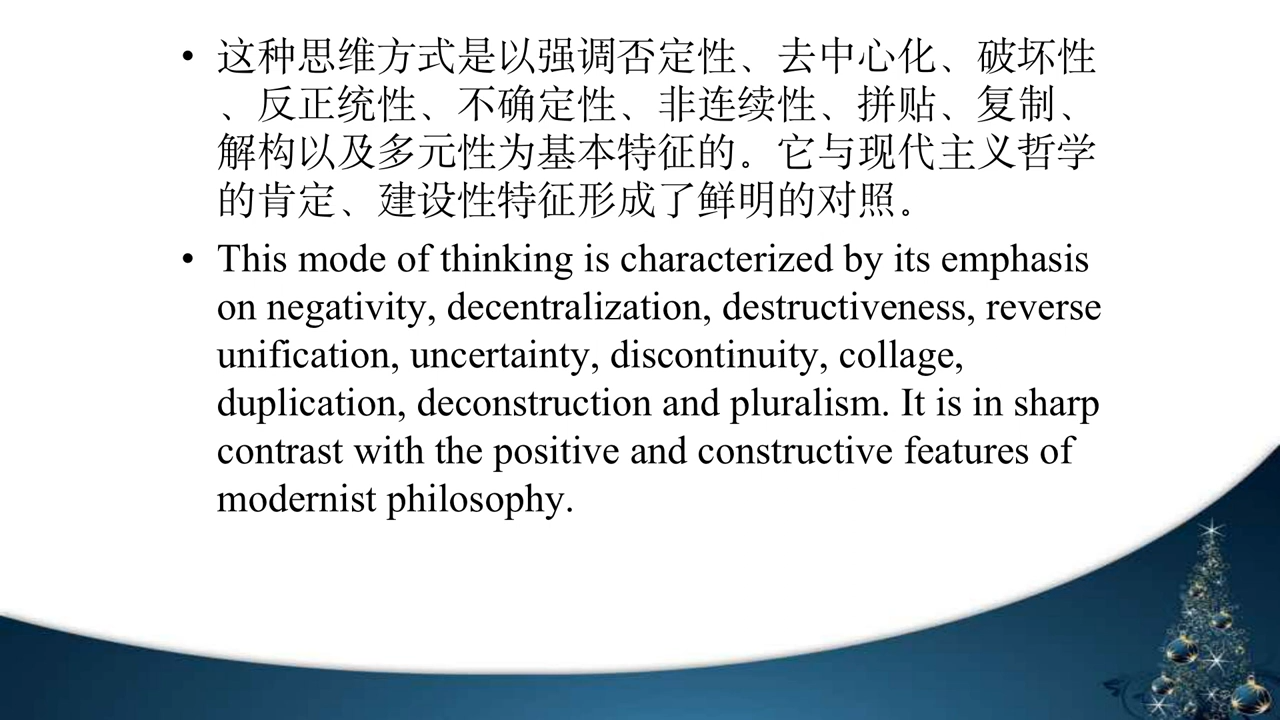 • 这种思维方式是以强调否定性、去中心化、破坏性
、反正统性、不确定性、非连续性、拼贴、复制、
解构以及多元性为基本特征的。它与现代主义哲学
的肯定、建设性特征形成了鲜明的对照。
• This mode of thinking is characterized by its emphasis
on negativity, decentralization, destructiveness, reverse
unification, uncertainty, discontinuity, collage,
duplication, deconstruction and pluralism. It is in sharp
contrast with the positive and constructive features of
modernist philosophy.